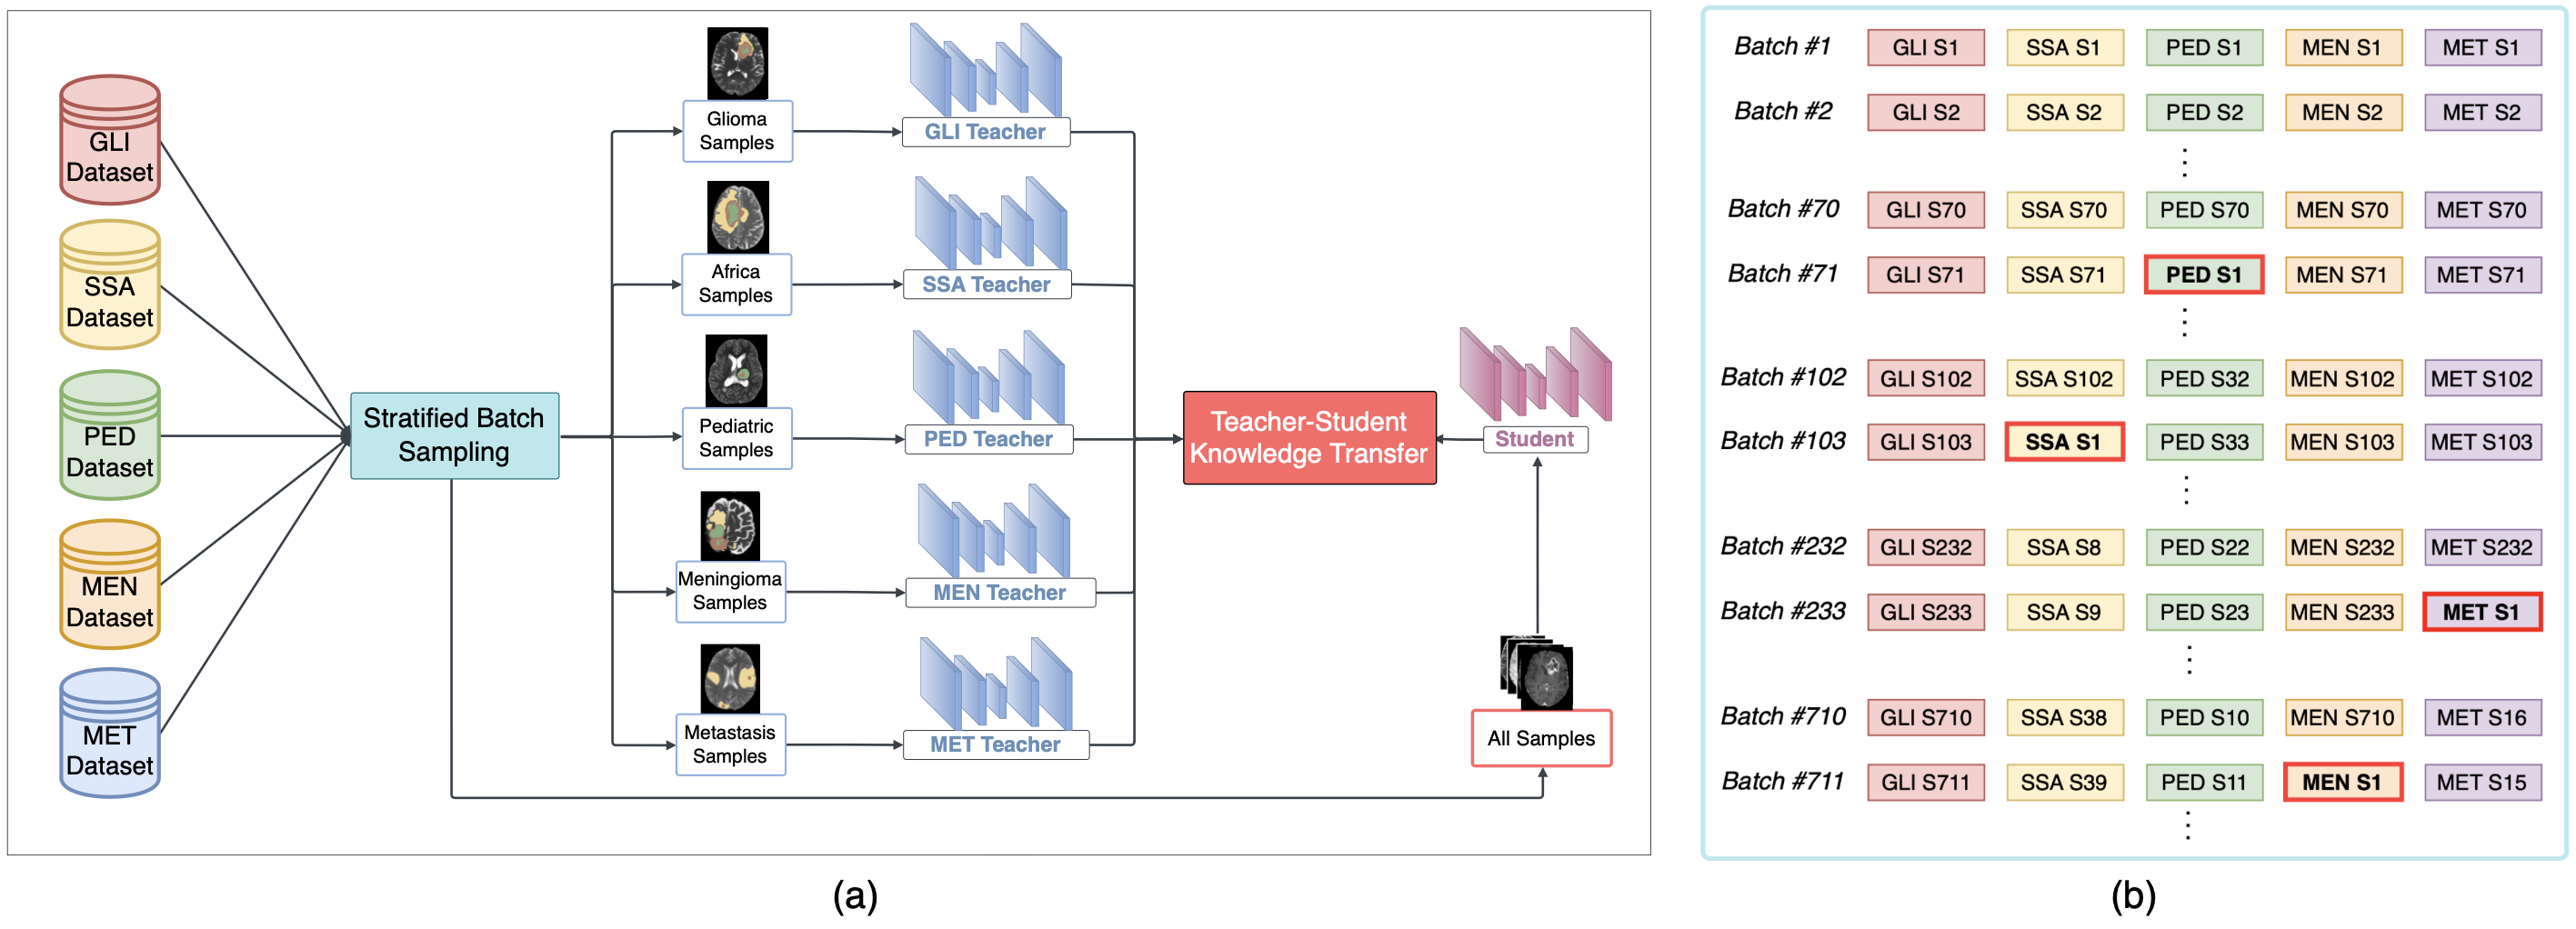 GLI
Dataset
SSA
Dataset
PED
Dataset
MEN
Dataset
MET
Dataset
Stratified Batch
Sampling
Glioma
Samples
Africa
Samples
Pediatric
Samples
Meningioma
Samples
Metastasis
Samples
GLI Teacher
SSA Teacher
PED Teacher
MEN Teacher
MET Teacher
Teacher-Student
Knowledge Transfer
Student
All Samples
(a)
Batch #1 GLI S1 SSA S1 PED S1 MEN S1 MET S1
Batch #2 GLI S2 SSA S2 PED S2 MEN S2 MET S2
Batch #70 GLI S70 SSA S70 PED S70 MEN S70 MET S70
Batch #71 GLI S71 SSA S71 PED S1 MEN S71 MET S71
Batch #102 GLI S102 SSA S102 PED S32 MEN S102 MET S102
Batch #103 GLI S103 SSA S1 PED S33 MEN S103 MET S103
Batch #232 GLI S232 SSA S8 PED S22 MEN S232 MET S232
Batch #233 GLI S233 SSA S9 PED S23 MEN S233 MET S1
Batch #710 GLI S710 SSA S38 PED S10 MEN S710 MET S16
Batch #711 GLI S711 SSA S39 PED S11 MEN S1 MET S15
(b)